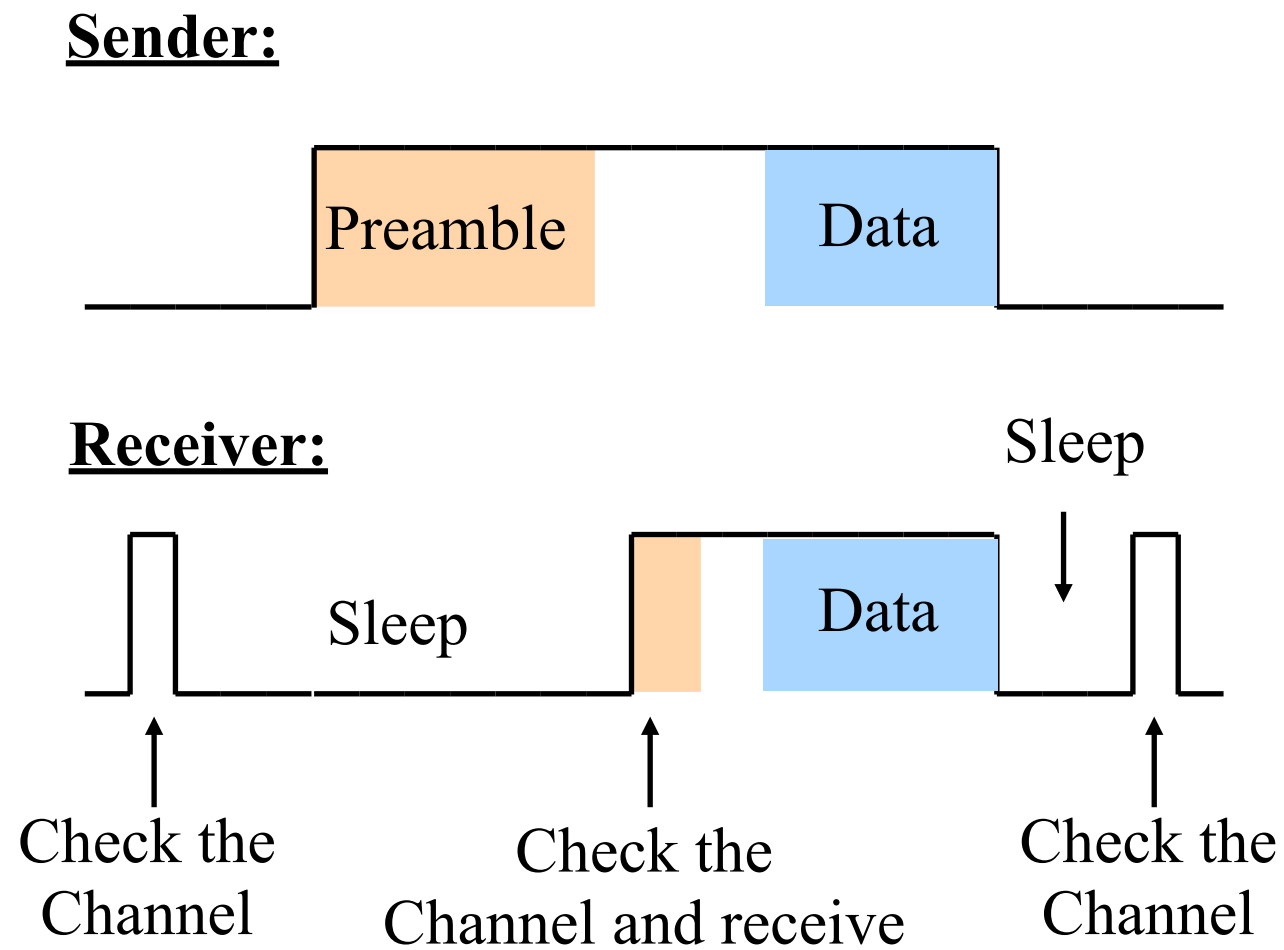 Sender:
Preamble
Data
Receiver:
Sleep
Sleep
Data
Check the
Channel
Check the
Channel and receive
Check the
Channel